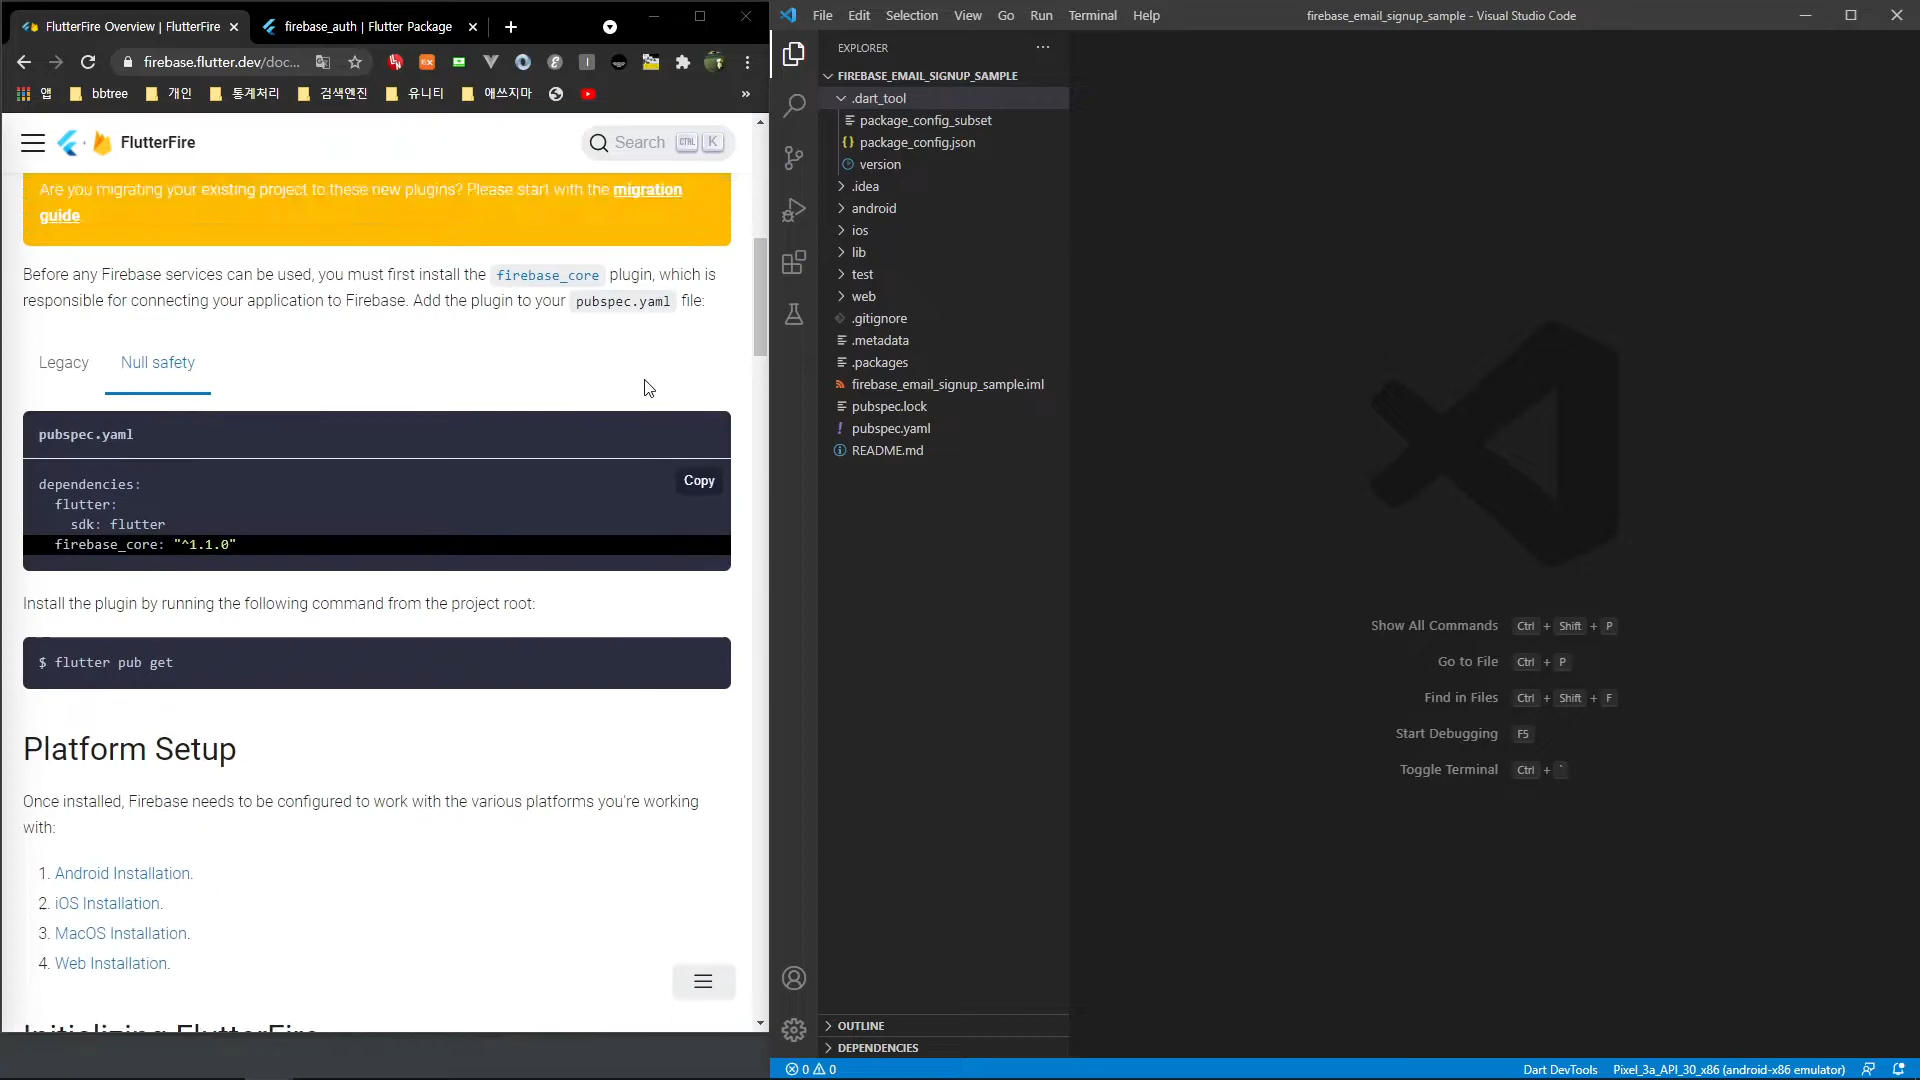 FlutterFire Overview | FlutterFire
firebase_auth | Flutter Package
firebase.flutter.dev/doc...
앱
bbtree
개인
통계처리
검색엔진
유니티
애쓰지마
»
FlutterFire
Search CTRL K
Are you migrating your existing project to these new plugins? Please start with the migration
guide
Before any Firebase services can be used, you must first install the firebase_core plugin, which is
responsible for connecting your application to Firebase. Add the plugin to your pubspec.yaml file:
Legacy Null safety
pubspec.yaml
Copy
dependencies:
flutter:
sdk: flutter
firebase_core: "^1.1.0"
Install the plugin by running the following command from the project root:
$ flutter pub get
Platform Setup
Once installed, Firebase needs to be configured to work with the various platforms you're working
with:
1. Android Installation.
2. iOS Installation.
3. MacOS Installation.
4. Web Installation.
Initializing FlutterFire
File Edit Selection View Go Run Terminal Help
firebase_email_signup_sample - Visual Studio Code
EXPLORER
FIREBASE_EMAIL_SIGNUP_SAMPLE
.dart_tool
package_config_subset
package_config.json
version
.idea
android
ios
lib
test
web
.gitignore
.metadata
.packages
firebase_email_signup_sample.iml
pubspec.lock
pubspec.yaml
README.md
OUTLINE
DEPENDENCIES
Show All Commands Ctrl + Shift + P
Go to File Ctrl + P
Find in Files Ctrl + Shift + F
Start Debugging F5
Toggle Terminal Ctrl + `
0 0
Dart DevTools
Pixel_3a_API_30_x86 (android-x86 emulator)